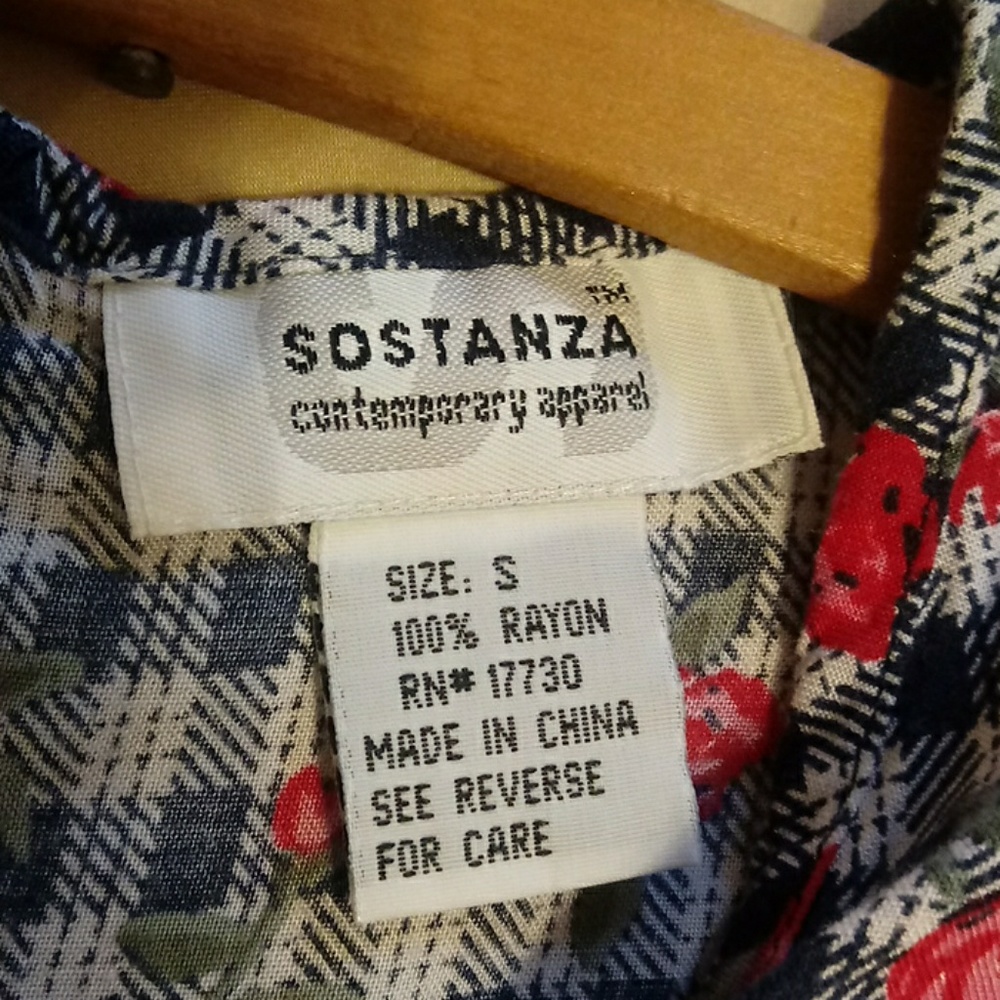 TM
SOSTANZA
contemporary apparel
SIZE: S
100% RAYON
RN# 17730
MADE IN CHINA
SEE REVERSE
FOR CARE